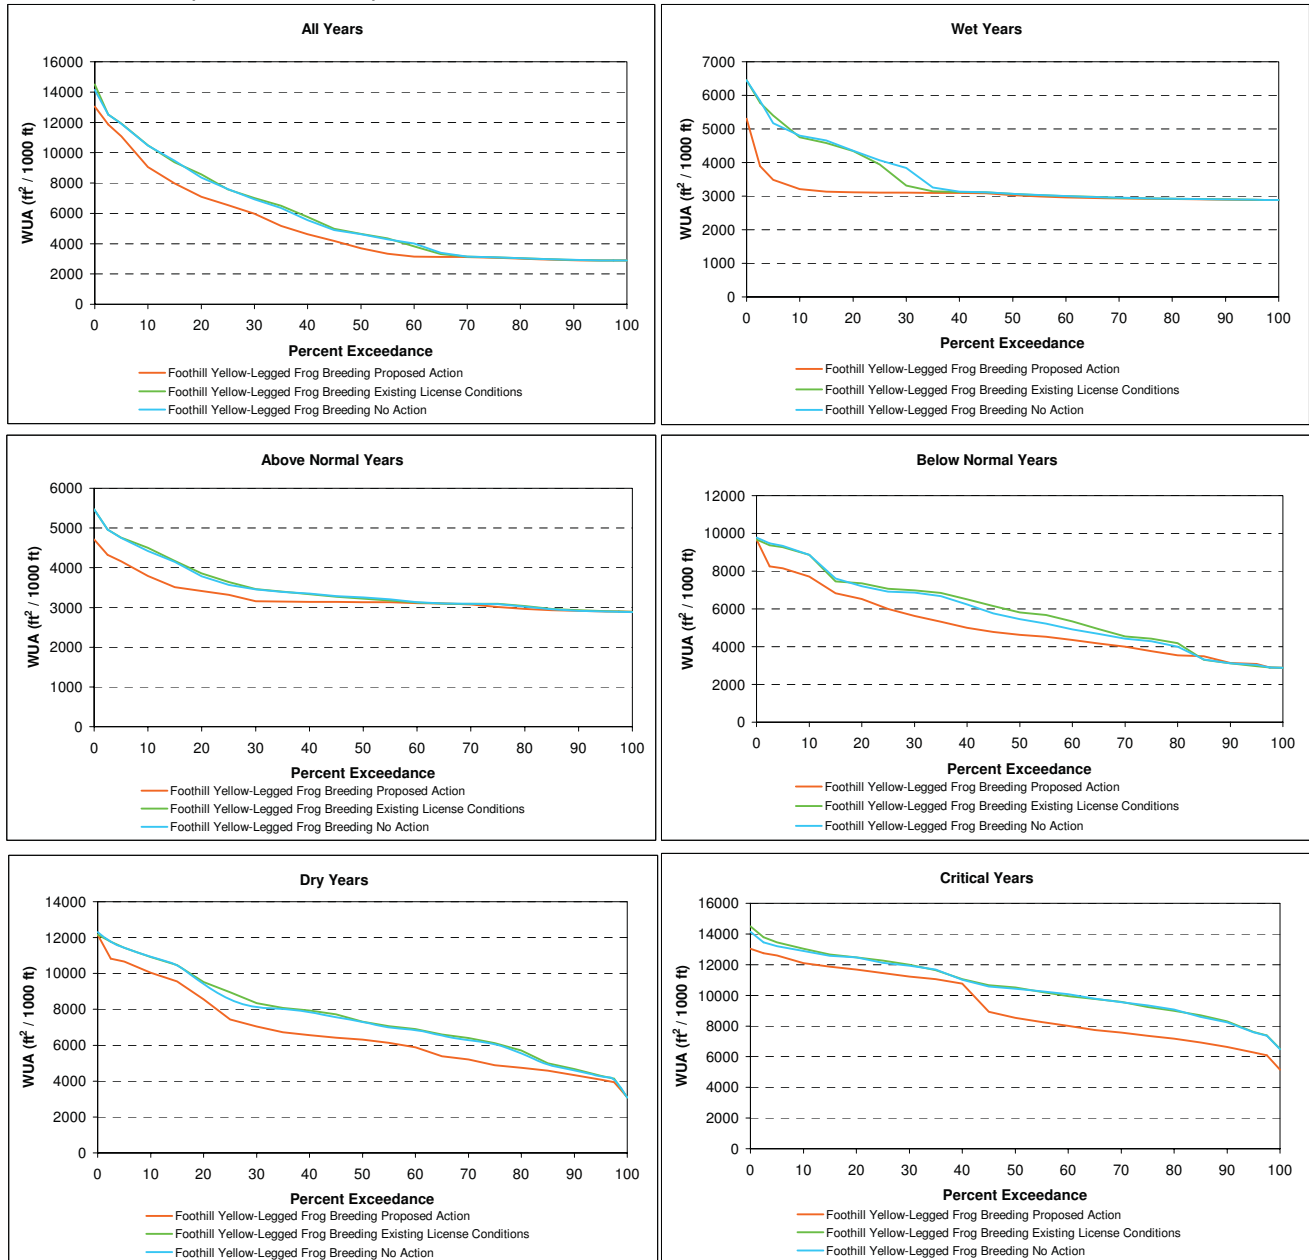 All Years
WUA (ft² / 1000 ft)
16000
14000
12000
10000
8000
6000
4000
2000
0
0 10 20 30 40 50 60 70 80 90 100
Percent Exceedance
Foothill Yellow-Legged Frog Breeding Proposed Action
Foothill Yellow-Legged Frog Breeding Existing License Conditions
Foothill Yellow-Legged Frog Breeding No Action
Wet Years
WUA (ft² / 1000 ft)
7000
6000
5000
4000
3000
2000
1000
0
0 10 20 30 40 50 60 70 80 90 100
Percent Exceedance
Foothill Yellow-Legged Frog Breeding Proposed Action
Foothill Yellow-Legged Frog Breeding Existing License Conditions
Foothill Yellow-Legged Frog Breeding No Action
Above Normal Years
WUA (ft² / 1000 ft)
6000
5000
4000
3000
2000
1000
0
0 10 20 30 40 50 60 70 80 90 100
Percent Exceedance
Foothill Yellow-Legged Frog Breeding Proposed Action
Foothill Yellow-Legged Frog Breeding Existing License Conditions
Foothill Yellow-Legged Frog Breeding No Action
Below Normal Years
WUA (ft² / 1000 ft)
12000
10000
8000
6000
4000
2000
0
0 10 20 30 40 50 60 70 80 90 100
Percent Exceedance
Foothill Yellow-Legged Frog Breeding Proposed Action
Foothill Yellow-Legged Frog Breeding Existing License Conditions
Foothill Yellow-Legged Frog Breeding No Action
Dry Years
WUA (ft² / 1000 ft)
14000
12000
10000
8000
6000
4000
2000
0
0 10 20 30 40 50 60 70 80 90 100
Percent Exceedance
Foothill Yellow-Legged Frog Breeding Proposed Action
Foothill Yellow-Legged Frog Breeding Existing License Conditions
Foothill Yellow-Legged Frog Breeding No Action
Critical Years
WUA (ft² / 1000 ft)
16000
14000
12000
10000
8000
6000
4000
2000
0
0 10 20 30 40 50 60 70 80 90 100
Percent Exceedance
Foothill Yellow-Legged Frog Breeding Proposed Action
Foothill Yellow-Legged Frog Breeding Existing License Conditions
Foothill Yellow-Legged Frog Breeding No Action